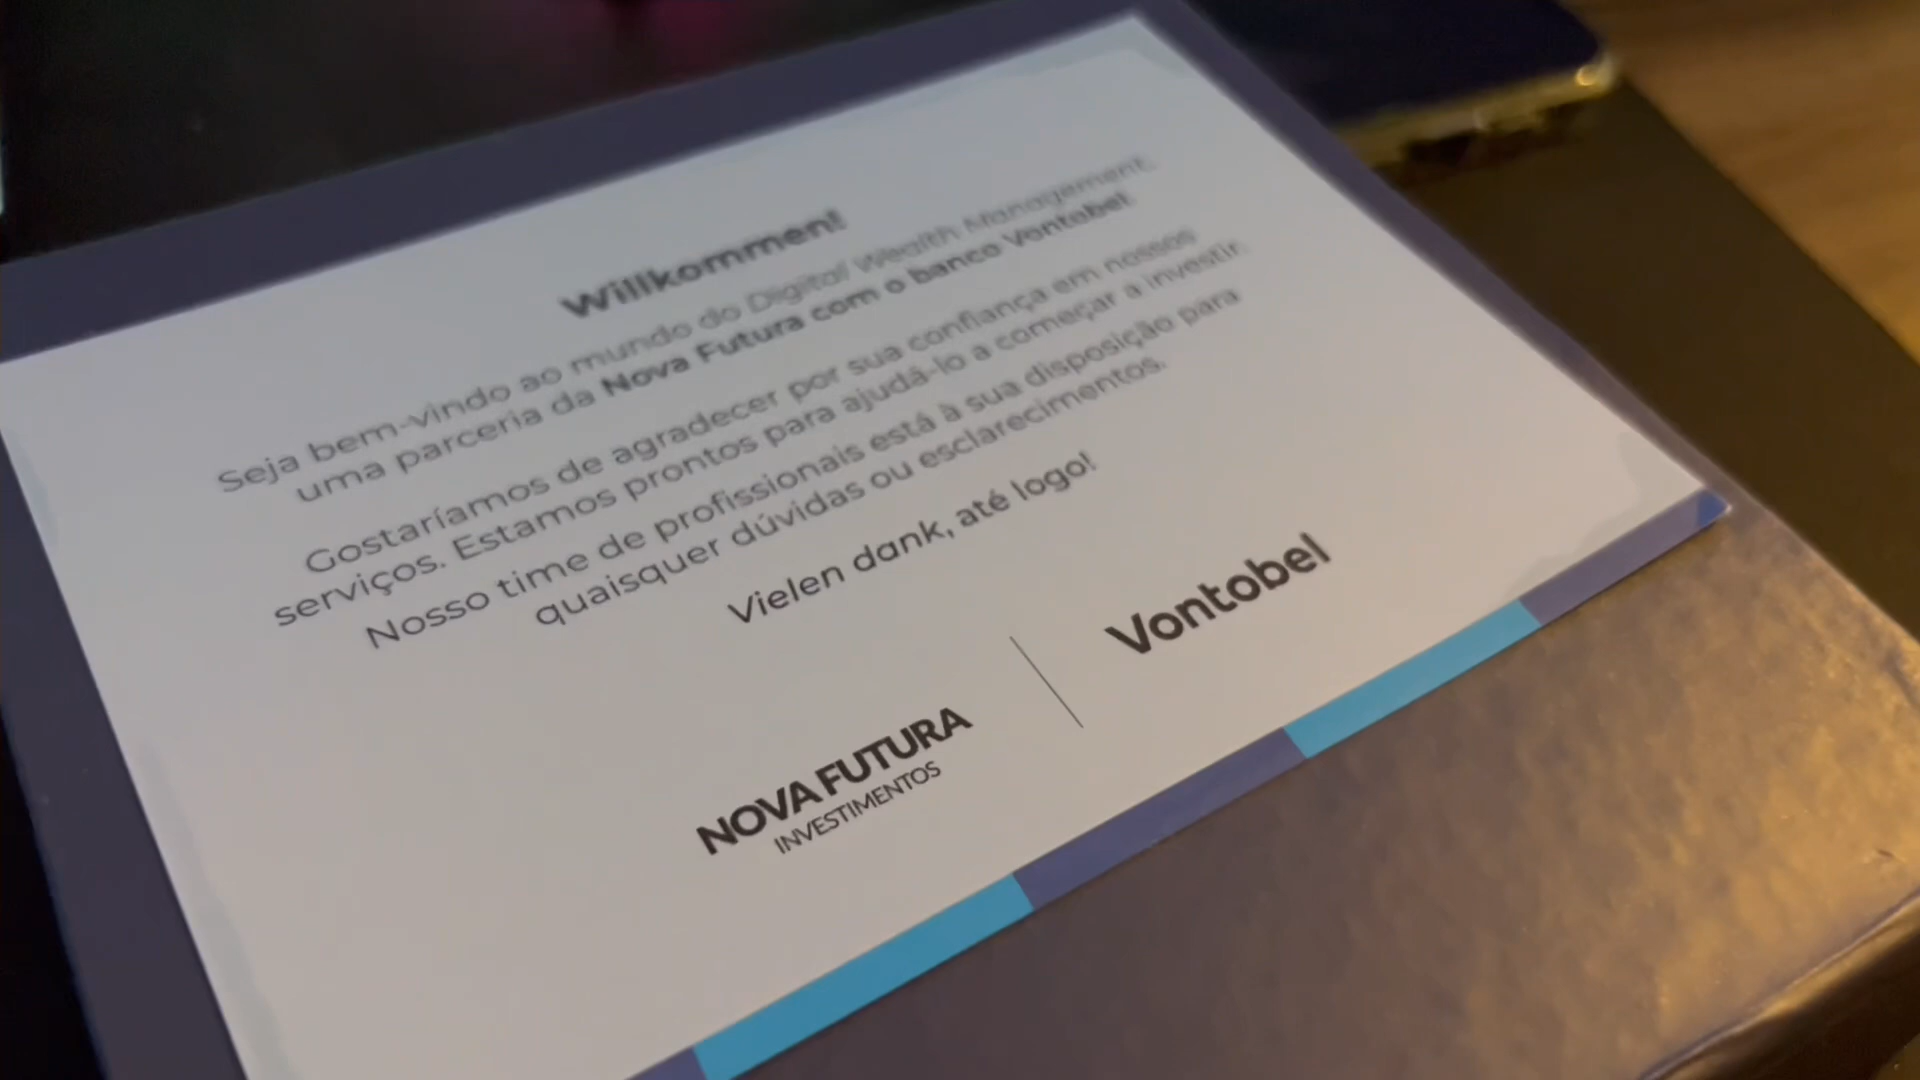 Willkommen!
Seja bem-vindo ao mundo do Digital Wealth Management,
uma parceria da Nova Futura com o banco Vontobel.
Gostaríamos de agradecer por sua confiança em nossos
serviços. Estamos prontos para ajudá-lo a começar a investir.
Nosso time de profissionais está à sua disposição para
quaisquer dúvidas ou esclarecimentos.
Vielen dank, até logo!
NOVA FUTURA
INVESTIMENTOS
Vontobel